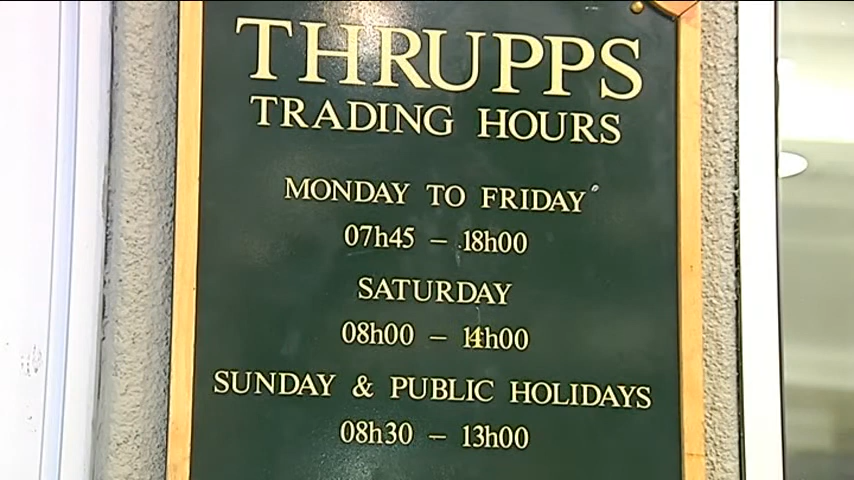 THRUPPS
TRADING HOURS
MONDAY TO FRIDAY
07h45 – 18h00
SATURDAY
08h00 – 14h00
SUNDAY & PUBLIC HOLIDAYS
08h30 – 13h00